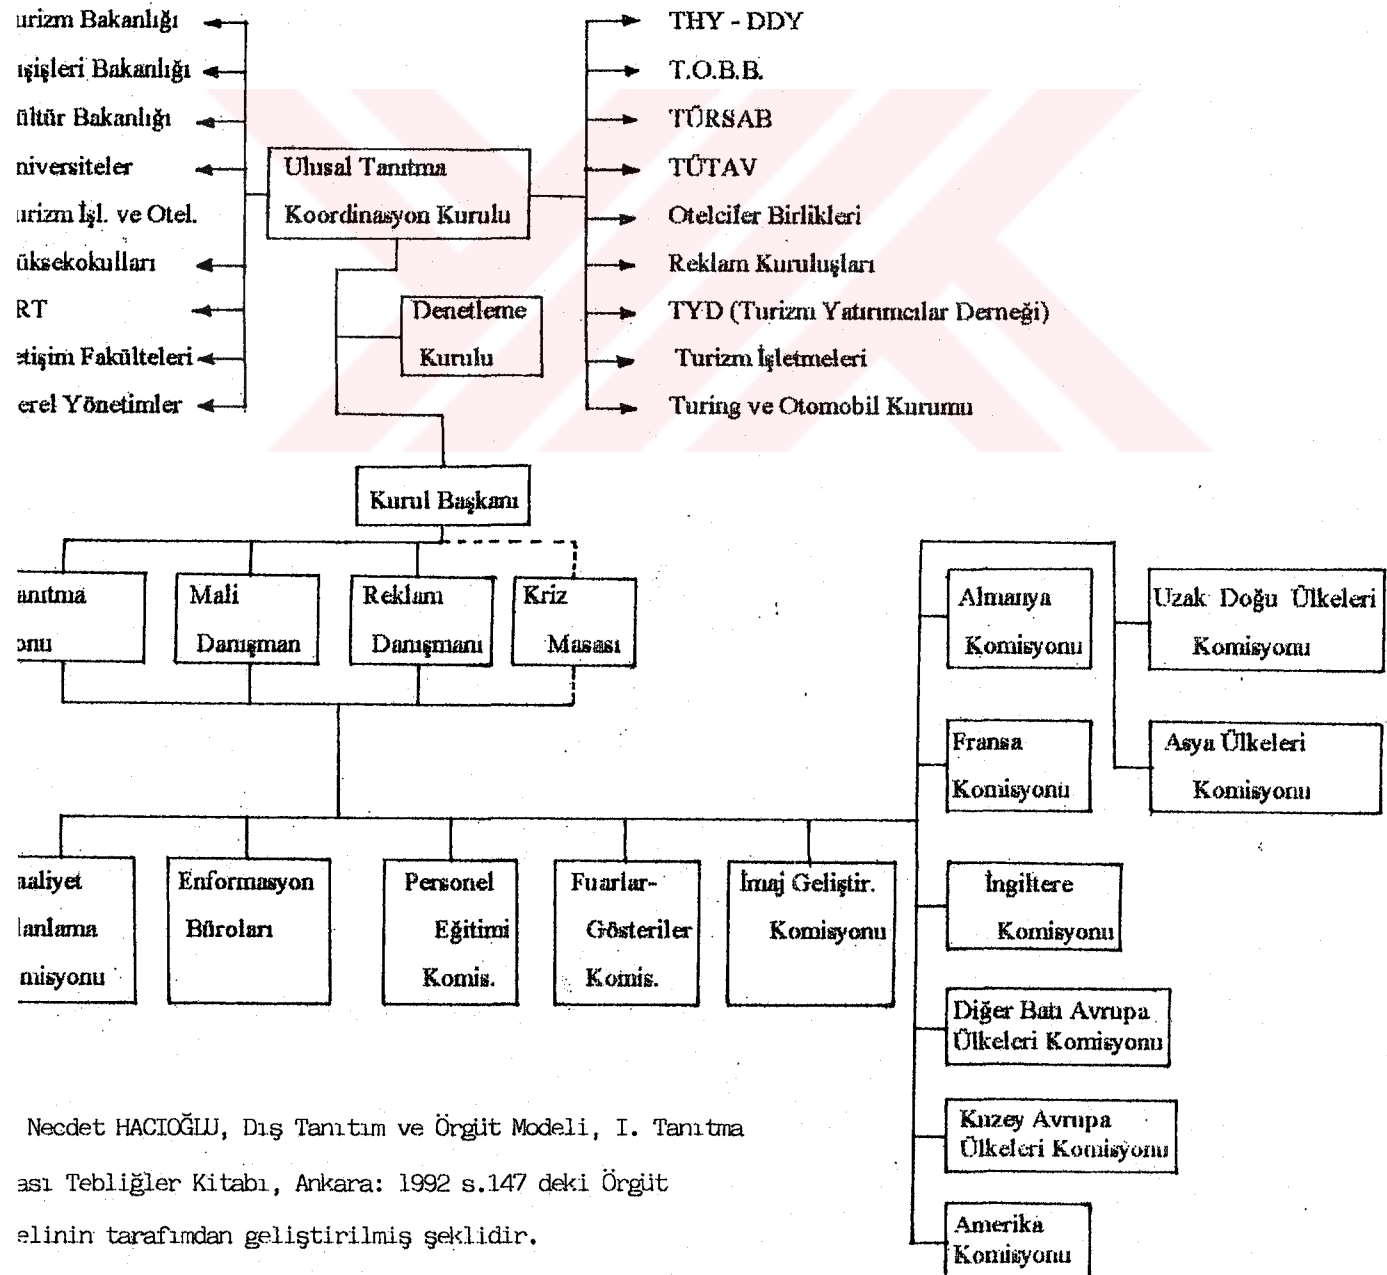 urizm Bakanlığı
ışişleri Bakanlığı
ültür Bakanlığı
niversiteler
urizm İşl. ve Otel.
üksekokulları
RT
etişim Fakülteleri
erel Yönetimler
Ulusal Tanıtma
Koordinasyon Kurulu
Denetleme
Kurulu
THY - DDY
T.O.B.B.
TÜRSAB
TÜTAV
Otelciler Birlikleri
Reklam Kuruluşları
TYD (Turizm Yatırımcılar Derneği)
Turizm İşletmeleri
Turing ve Otomobil Kurumu
Kurul Başkanı
anıtma
onu
Mali
Danışman
Reklam
Danışmanı
Kriz
Masası
Almanya
Komisyonu
Uzak Doğu Ülkeleri
Komisyonu
Fransa
Komisyonu
Asya Ülkeleri
Komisyonu
aaliyet
lanlama
misyonu
Enformasyon
Büroları
Personel
Eğitimi
Komis.
Fuarlar-
Gösteriler
Komis.
İmaj Geliştir.
Komisyonu
İngiltere
Komisyonu
Diğer Batı Avrupa
Ülkeleri Komisyonu
Kuzey Avrupa
Ülkeleri Komisyonu
Amerika
Komisyonu
Necdet HACIOĞLU, Dış Tanıtım ve Örgüt Modeli, I. Tanıtma
ası Tebliğler Kitabı, Ankara: 1992 s.147 deki Örgüt
elinin tarafımdan geliştirilmiş şeklidir.